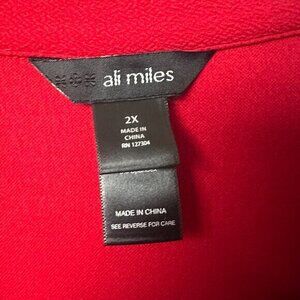 ali miles
2X
MADE IN
CHINA
RN 127304
MADE IN CHINA
SEE REVERSE FOR CARE